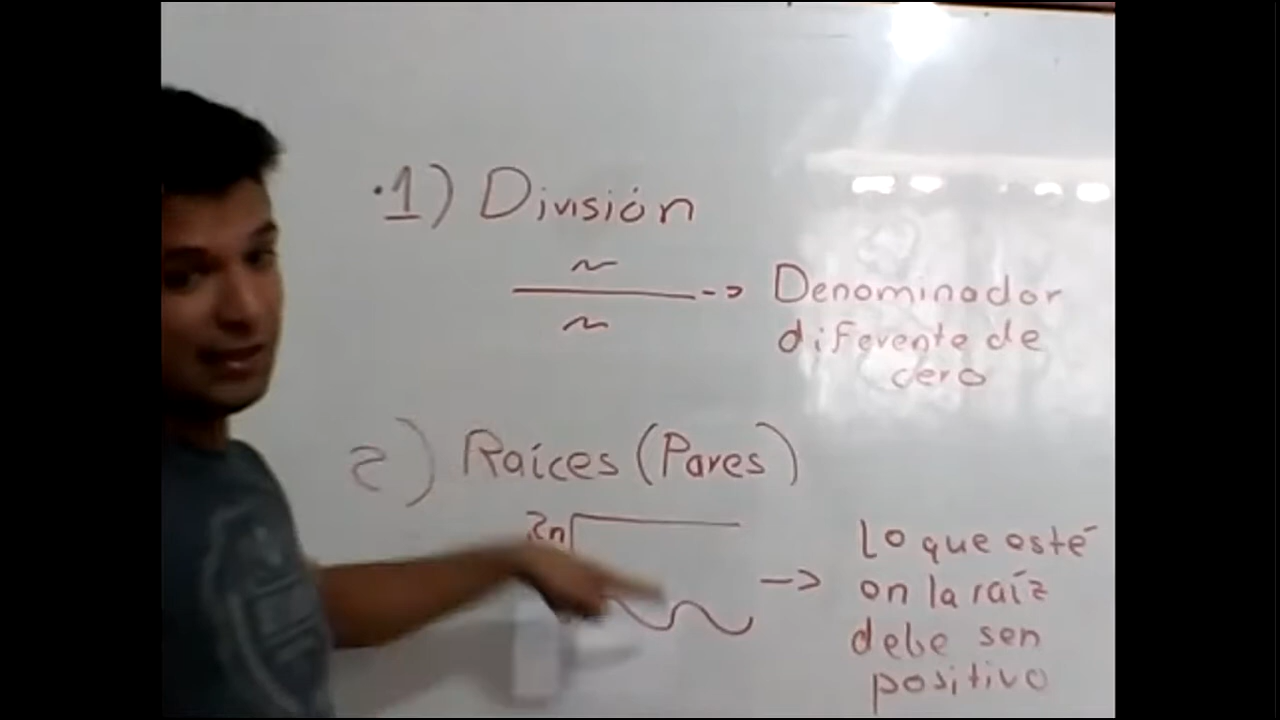 1) División
~
~
-> Denominador
diferente de
cero
2) Raíces (Pares)
2n
-> Lo que esté
en la raíz
debe ser
positivo